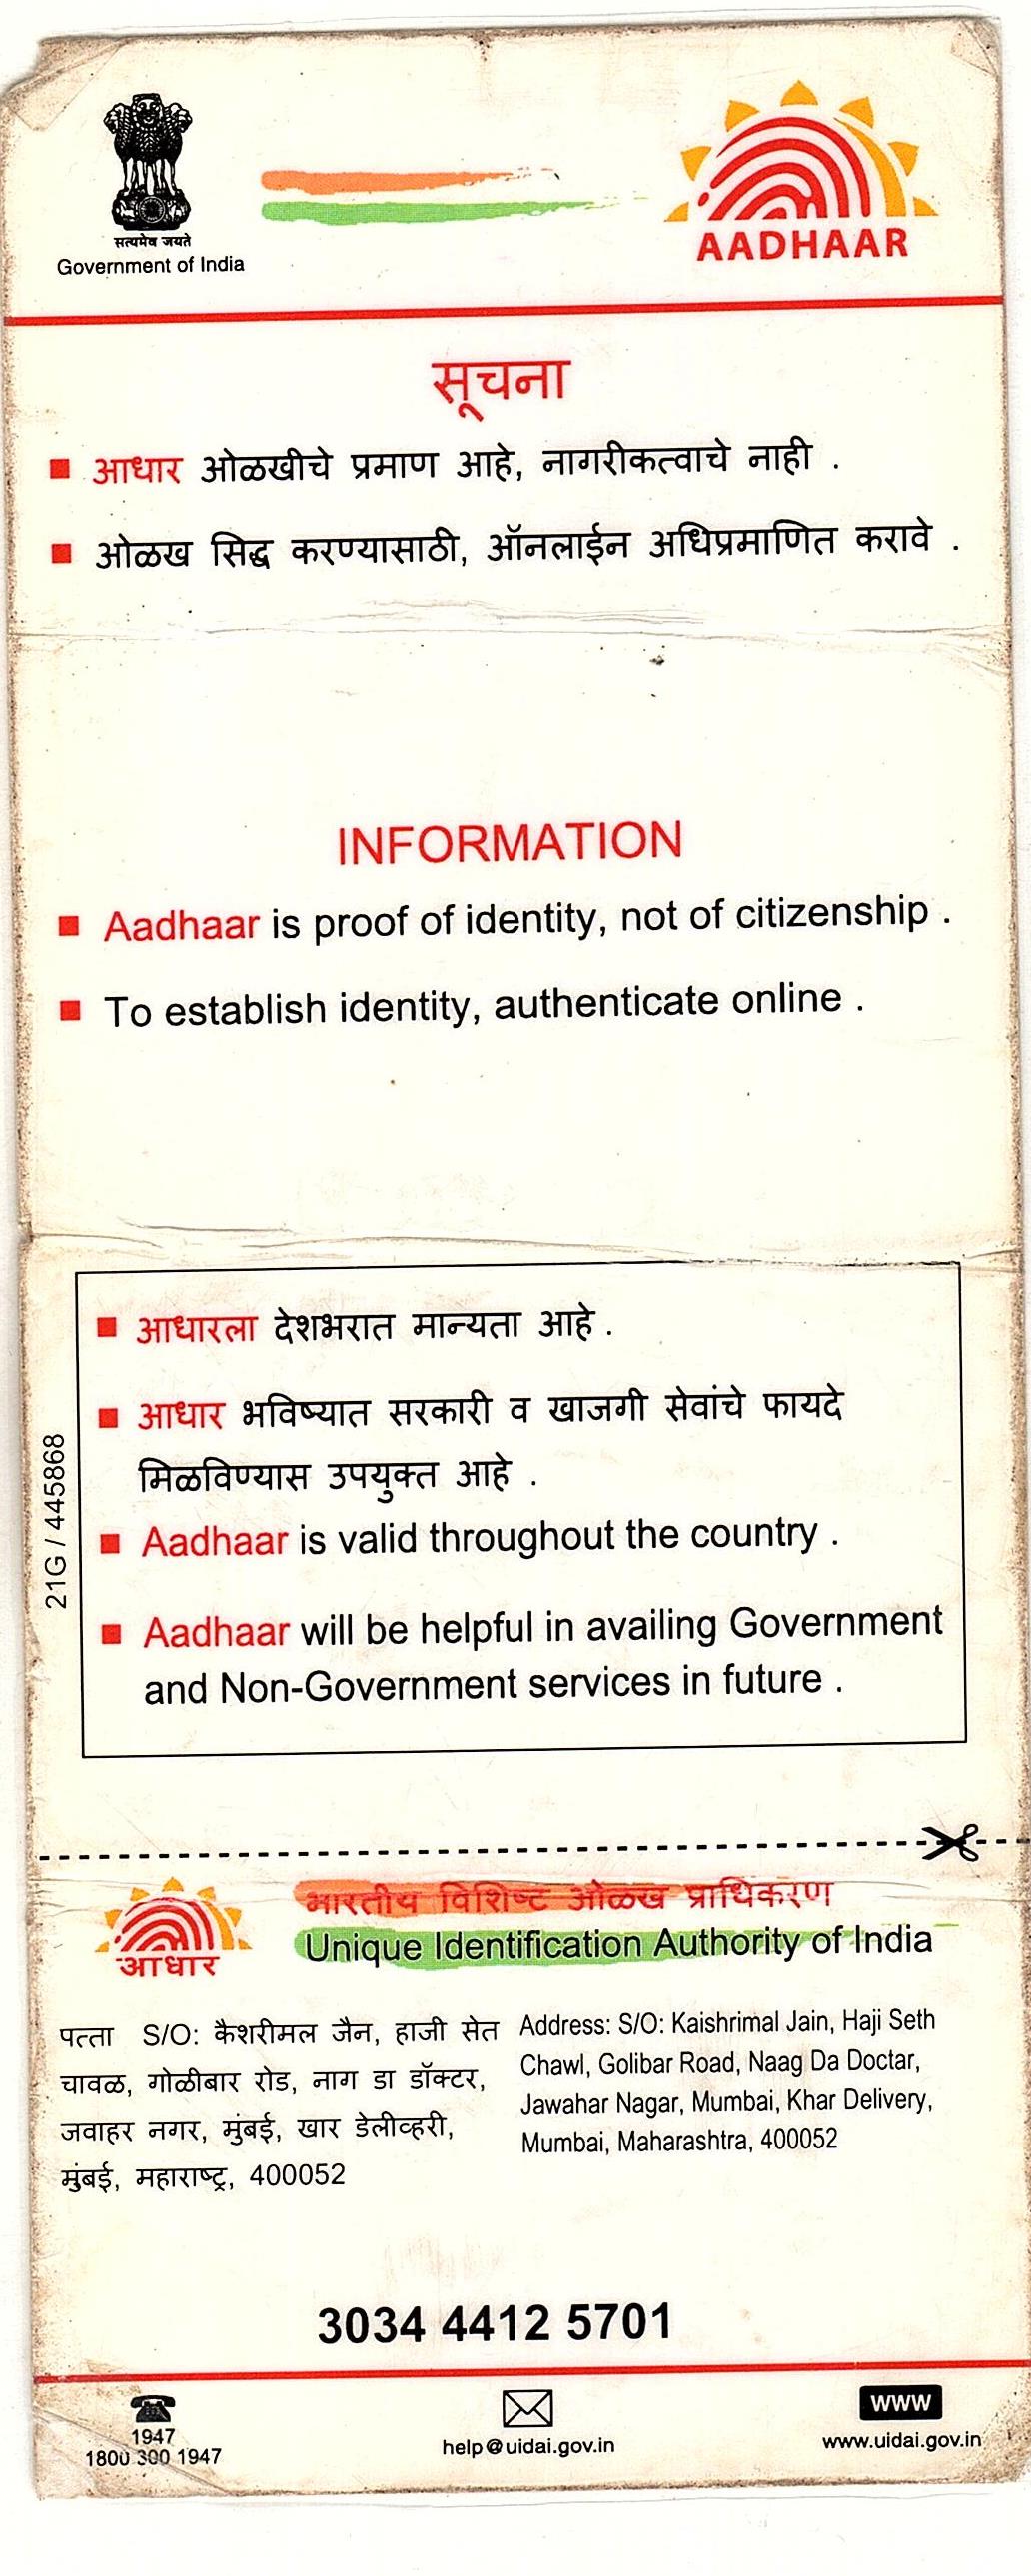 सत्यमेव जयते
Government of India
AADHAAR
सूचना
■ आधार ओळखीचे प्रमाण आहे, नागरीकत्वाचे नाही .
■ ओळख सिद्ध करण्यासाठी, ऑनलाईन अधिप्रमाणित करावे .
INFORMATION
■ Aadhaar is proof of identity, not of citizenship .
■ To establish identity, authenticate online .
■ आधारला देशभरात मान्यता आहे .
■ आधार भविष्यात सरकारी व खाजगी सेवांचे फायदे
मिळविण्यास उपयुक्त आहे .
■ Aadhaar is valid throughout the country .
■ Aadhaar will be helpful in availing Government
and Non-Government services in future .
21G / 445868
आधार
भारतीय विशिष्ट ओळख प्राधिकरण
Unique Identification Authority of India
पत्ता S/O: कैशरीमल जैन, हाजी सेत
चावळ, गोळीबार रोड, नाग डा डॉक्टर,
जवाहर नगर, मुंबई, खार डेलीव्हरी,
मुंबई, महाराष्ट्र, 400052
Address: S/O: Kaishrimal Jain, Haji Seth
Chawl, Golibar Road, Naag Da Doctar,
Jawahar Nagar, Mumbai, Khar Delivery,
Mumbai, Maharashtra, 400052
3034 4412 5701
1947
1800 300 1947
help@uidai.gov.in
www
www.uidai.gov.in